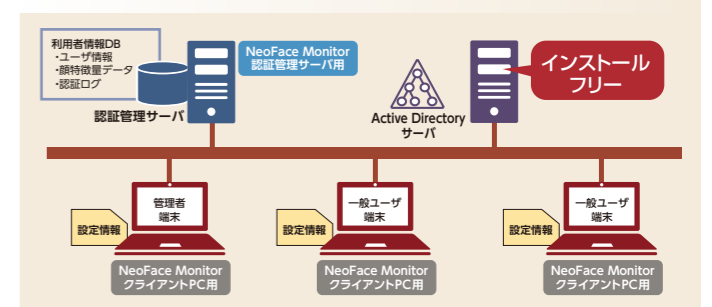 利用者情報DB
・ユーザ情報
・顔特徴量データ
・認証ログ
認証管理サーバ
NeoFace Monitor
認証管理サーバ用
Active Directory
サーバ
インストール
フリー
管理者
端末
設定情報
NeoFace Monitor
クライアントPC用
一般ユーザ
端末
設定情報
NeoFace Monitor
クライアントPC用
一般ユーザ
端末
設定情報
NeoFace Monitor
クライアントPC用